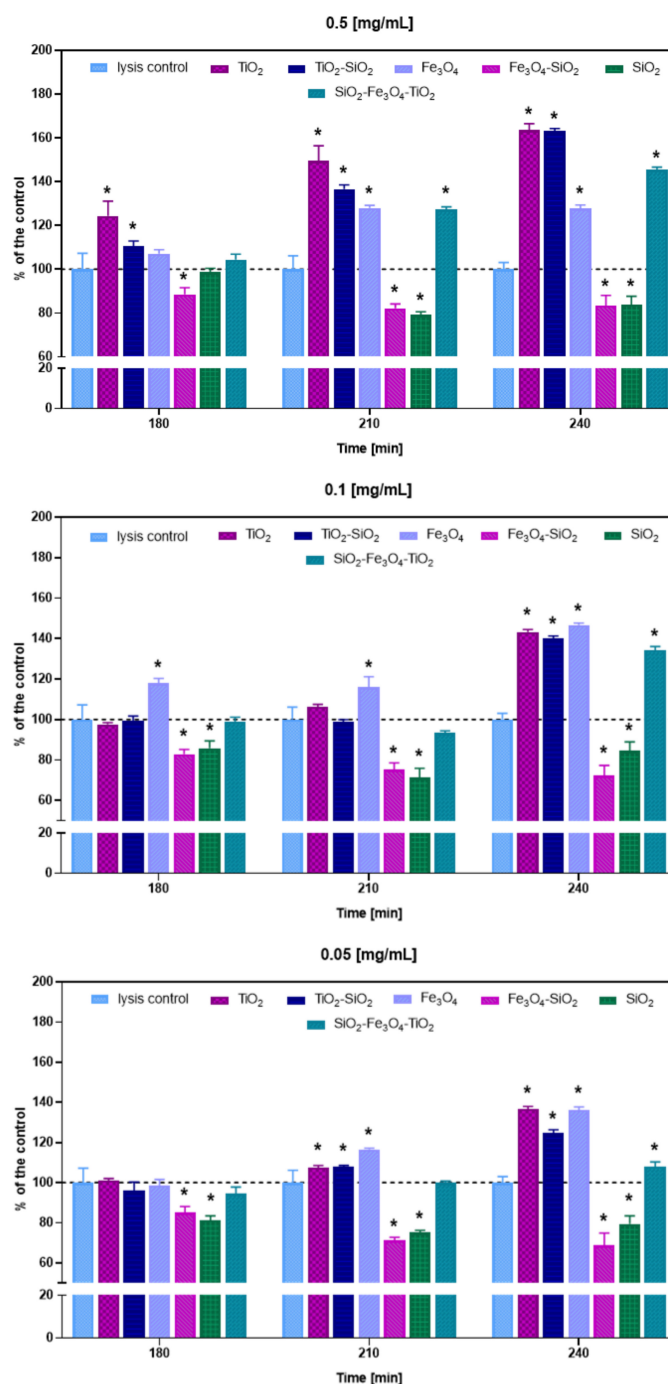 0.5 [mg/mL]
200
180
160
140
120
100
80
60
20
0
% of the control
lysis control TiO₂ TiO₂-SiO₂ Fe₃O₄ Fe₃O₄-SiO₂ SiO₂
SiO₂-Fe₃O₄-TiO₂
* * * * * * * * * * * * * * *
180 210 240
Time [min]
0.1 [mg/mL]
200
180
160
140
120
100
80
60
20
0
% of the control
lysis control TiO₂ TiO₂-SiO₂ Fe₃O₄ Fe₃O₄-SiO₂ SiO₂
SiO₂-Fe₃O₄-TiO₂
* * * * * * * * * * * *
180 210 240
Time [min]
0.05 [mg/mL]
200
180
160
140
120
100
80
60
20
0
% of the control
lysis control TiO₂ TiO₂-SiO₂ Fe₃O₄ Fe₃O₄-SiO₂ SiO₂
SiO₂-Fe₃O₄-TiO₂
* * * * * * * * * * * * *
180 210 240
Time [min]